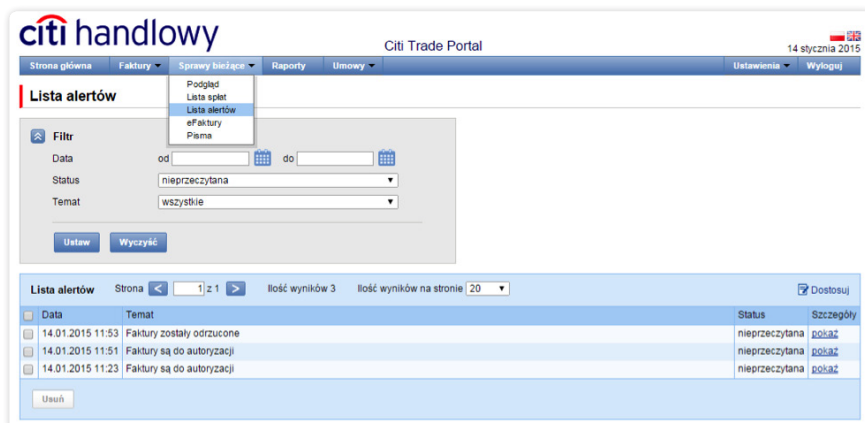 citi handlowy
Citi Trade Portal
14 stycznia 2015
Strona główna Faktury Sprawy bieżące Raporty Umowy Ustawienia Wyloguj
Podgląd
Lista spłat
Lista alertów
eFaktury
Pisma
Lista alertów
Filtr
Data od do
Status nieprzeczytana
Temat wszystkie
Ustaw Wyczyść
Lista alertów Strona < 1 z 1 > Ilość wyników 3 Ilość wyników na stronie 20 Dostosuj
Data Temat Status Szczegóły
14.01.2015 11:53 Faktury zostały odrzucone nieprzeczytana pokaż
14.01.2015 11:51 Faktury są do autoryzacji nieprzeczytana pokaż
14.01.2015 11:23 Faktury są do autoryzacji nieprzeczytana pokaż
Usuń